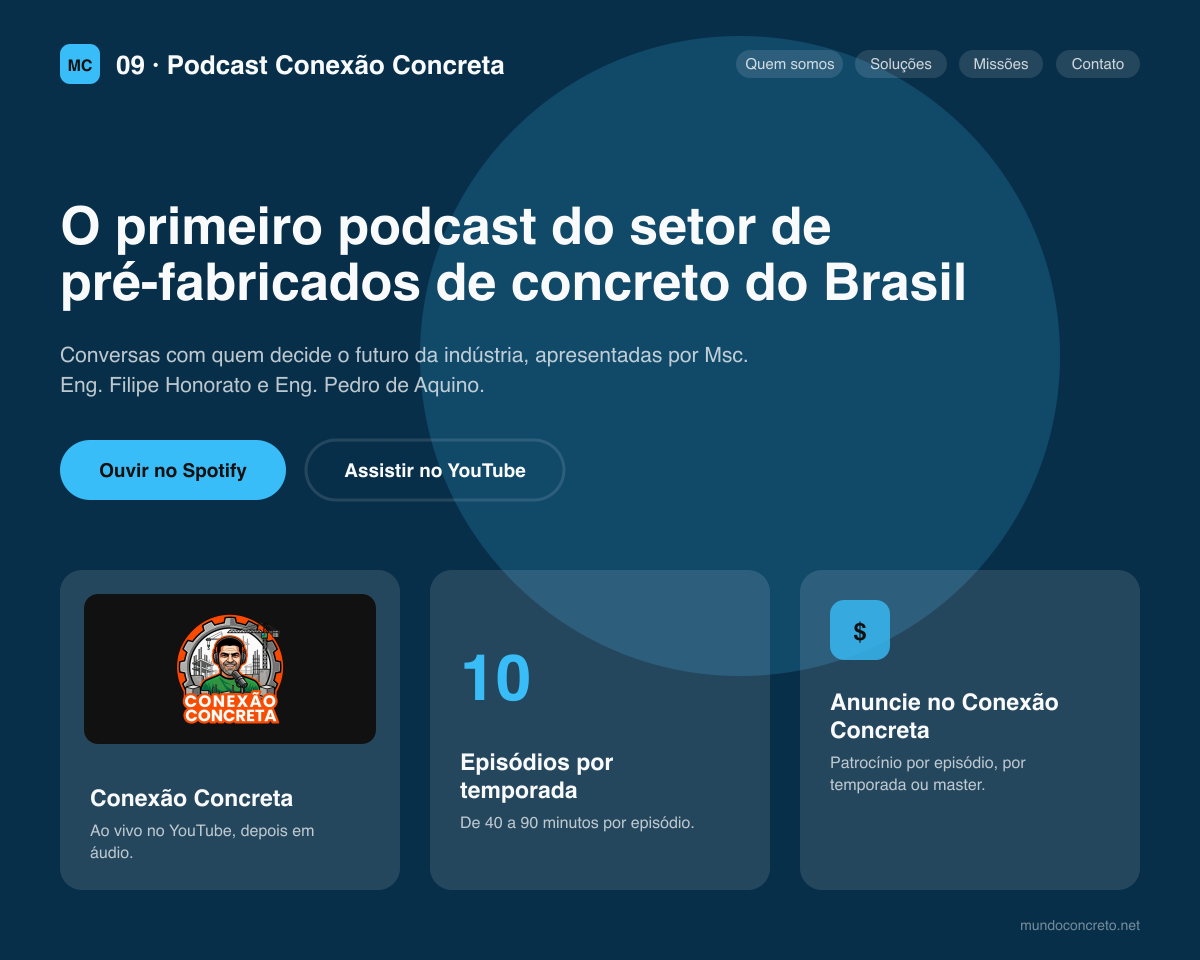 MC
09 · Podcast Conexão Concreta
Quem somos
Soluções
Missões
Contato
O primeiro podcast do setor de
pré-fabricados de concreto do Brasil
Conversas com quem decide o futuro da indústria, apresentadas por Msc.
Eng. Filipe Honorato e Eng. Pedro de Aquino.
Ouvir no Spotify
Assistir no YouTube
CONEXÃO
CONCRETA
Conexão Concreta
Ao vivo no YouTube, depois em
áudio.
10
Episódios por
temporada
De 40 a 90 minutos por episódio.
$
Anuncie no Conexão
Concreta
Patrocínio por episódio, por
temporada ou master.
mundoconcreto.net